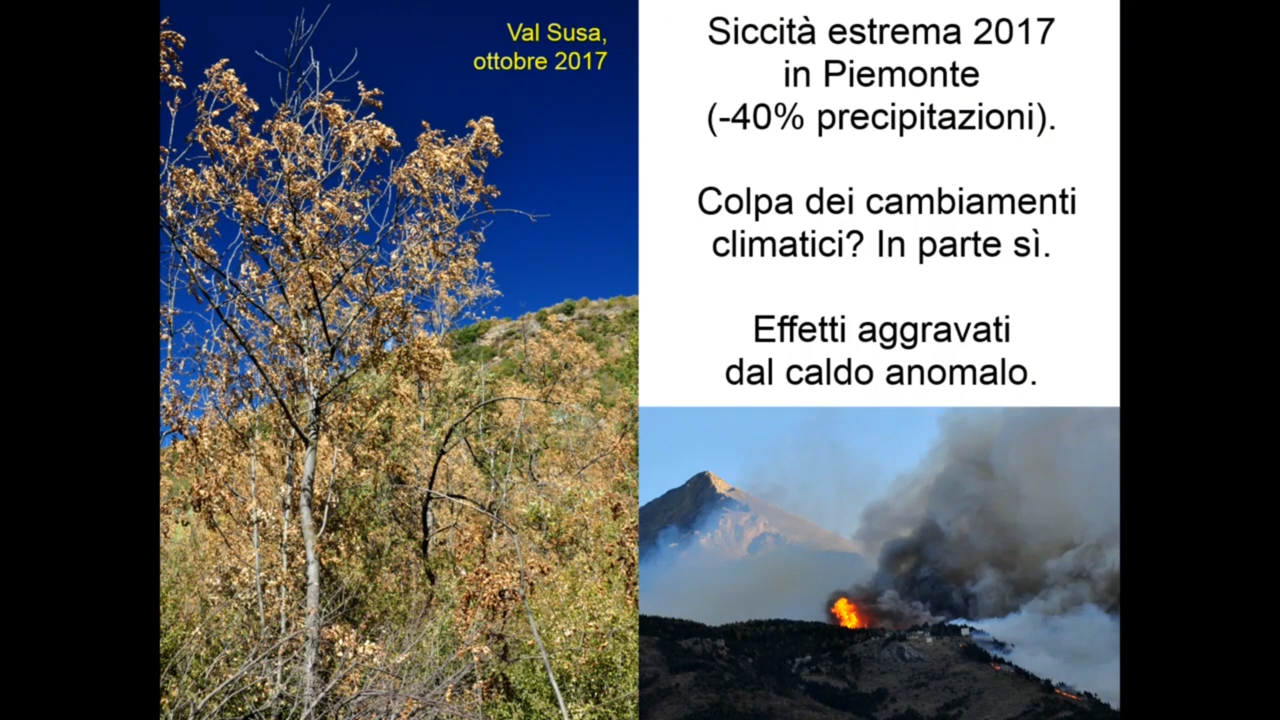 Val Susa,
ottobre 2017
Siccità estrema 2017
in Piemonte
(-40% precipitazioni).
Colpa dei cambiamenti
climatici? In parte sì.
Effetti aggravati
dal caldo anomalo.